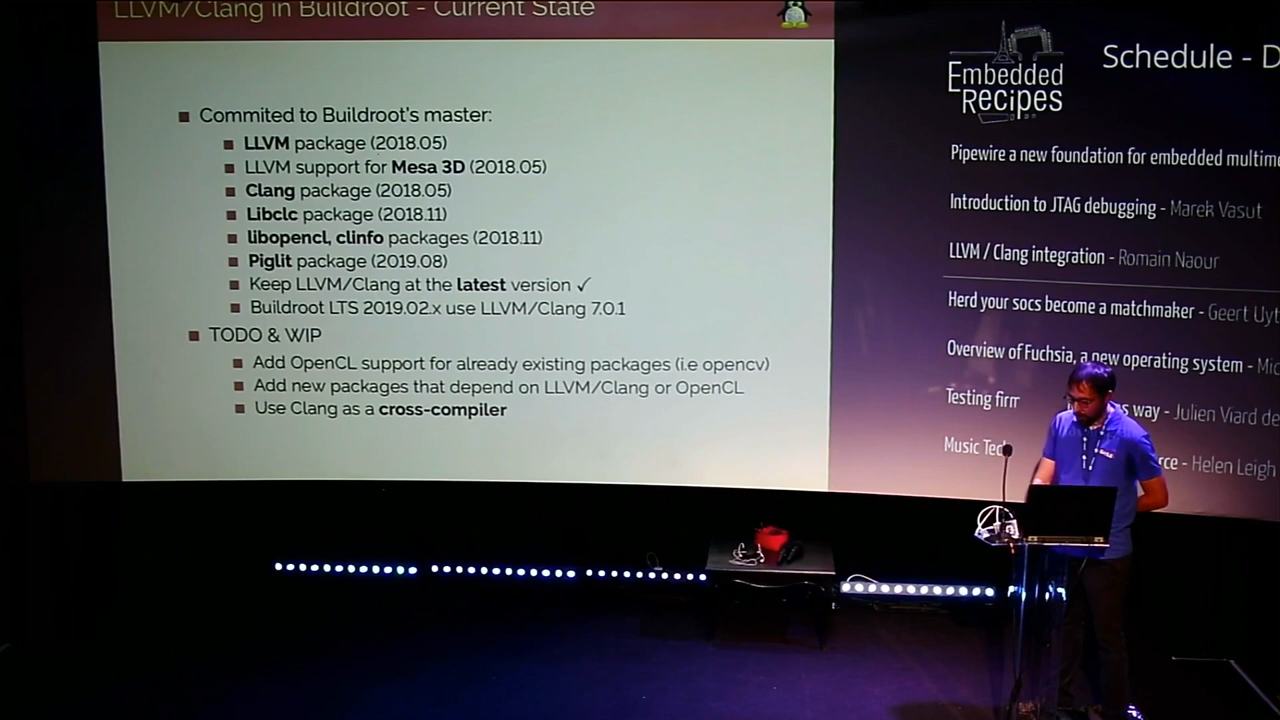 LLVM/Clang in Buildroot - Current State
Commited to Buildroot's master:
LLVM package (2018.05)
LLVM support for Mesa 3D (2018.05)
Clang package (2018.05)
Libclc package (2018.11)
libopencl, clinfo packages (2018.11)
Piglit package (2019.08)
Keep LLVM/Clang at the latest version ✓
Buildroot LTS 2019.02.x use LLVM/Clang 7.0.1
TODO & WIP
Add OpenCL support for already existing packages (i.e opencv)
Add new packages that depend on LLVM/Clang or OpenCL
Use Clang as a cross-compiler
Embedded
Recipes
Schedule - D
Pipewire a new foundation for embedded multime
Introduction to JTAG debugging - Marek Vasut
LLVM / Clang integration - Romain Naour
Herd your socs become a matchmaker - Geert Uyt
Overview of Fuchsia, a new operating system - Mic
Testing firm s way - Julien Viard de
Music Tec rce - Helen Leigh